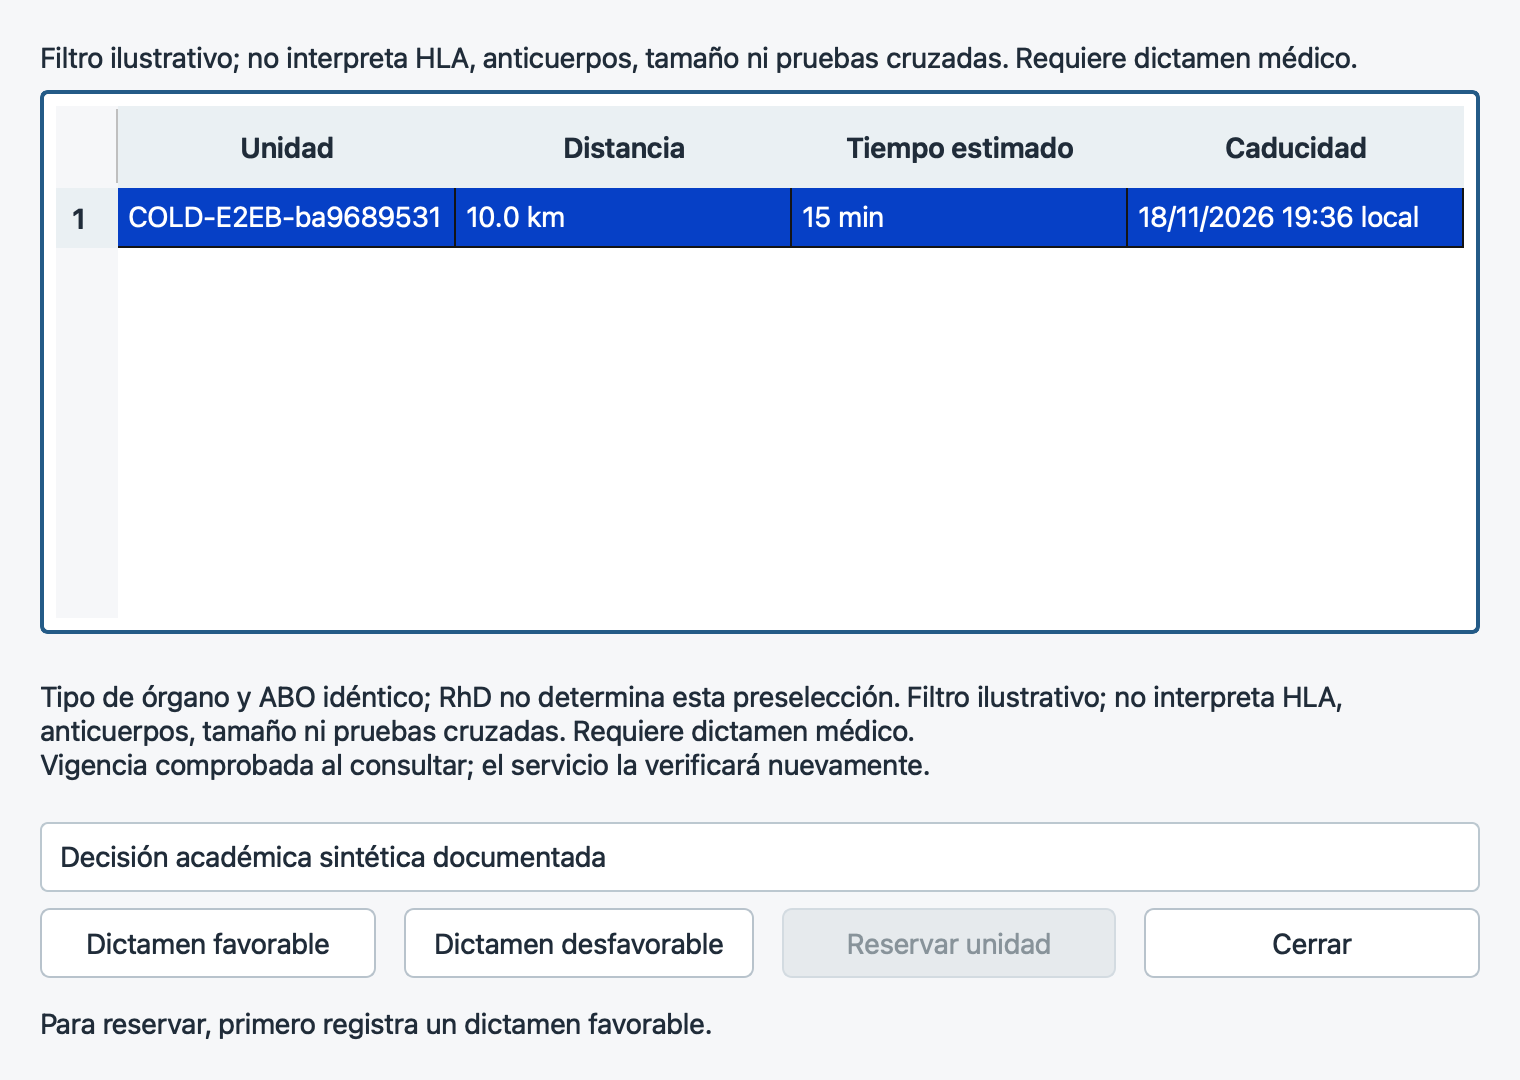 Filtro ilustrativo; no interpreta HLA, anticuerpos, tamaño ni pruebas cruzadas. Requiere dictamen médico.
Unidad Distancia Tiempo estimado Caducidad
1 COLD-E2EB-ba9689531 10.0 km 15 min 18/11/2026 19:36 local
Tipo de órgano y ABO idéntico; RhD no determina esta preselección. Filtro ilustrativo; no interpreta HLA,
anticuerpos, tamaño ni pruebas cruzadas. Requiere dictamen médico.
Vigencia comprobada al consultar; el servicio la verificará nuevamente.
Decisión académica sintética documentada
Dictamen favorable Dictamen desfavorable Reservar unidad Cerrar
Para reservar, primero registra un dictamen favorable.